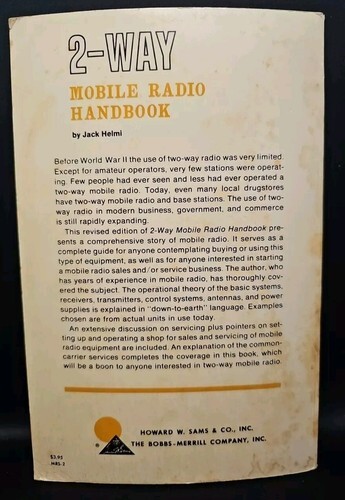 2-WAY
MOBILE RADIO
HANDBOOK
by Jack Helmi
Before World War II the use of two-way radio was very limited.
Except for amateur operators, very few stations were operat-
ing. Few people had ever seen and less had ever operated a
two-way mobile radio. Today, even many local drugstores
have two-way mobile radio and base stations. The use of two-
way radio in modern business, government, and commerce
is still rapidly expanding.
This revised edition of 2-Way Mobile Radio Handbook pre-
sents a comprehensive story of mobile radio. It serves as a
complete guide for anyone contemplating buying or using this
type of equipment, as well as for anyone interested in starting
a mobile radio sales and/or service business. The author, who
has years of experience in mobile radio, has thoroughly cov-
ered the subject. The operational theory of the basic systems,
receivers, transmitters, control systems, antennas, and power
supplies is explained in "down-to-earth" language. Examples
chosen are from actual units in use today.
An extensive discussion on servicing plus pointers on set-
ting up and operating a shop for sales and servicing of mobile
radio equipment are included. An explanation of the common-
carrier services completes the coverage in this book, which
will be a boon to anyone interested in two-way mobile radio.
HOWARD W. SAMS & CO., INC.
THE BOBBS-MERRILL COMPANY, INC.
$3.95
MRS-2